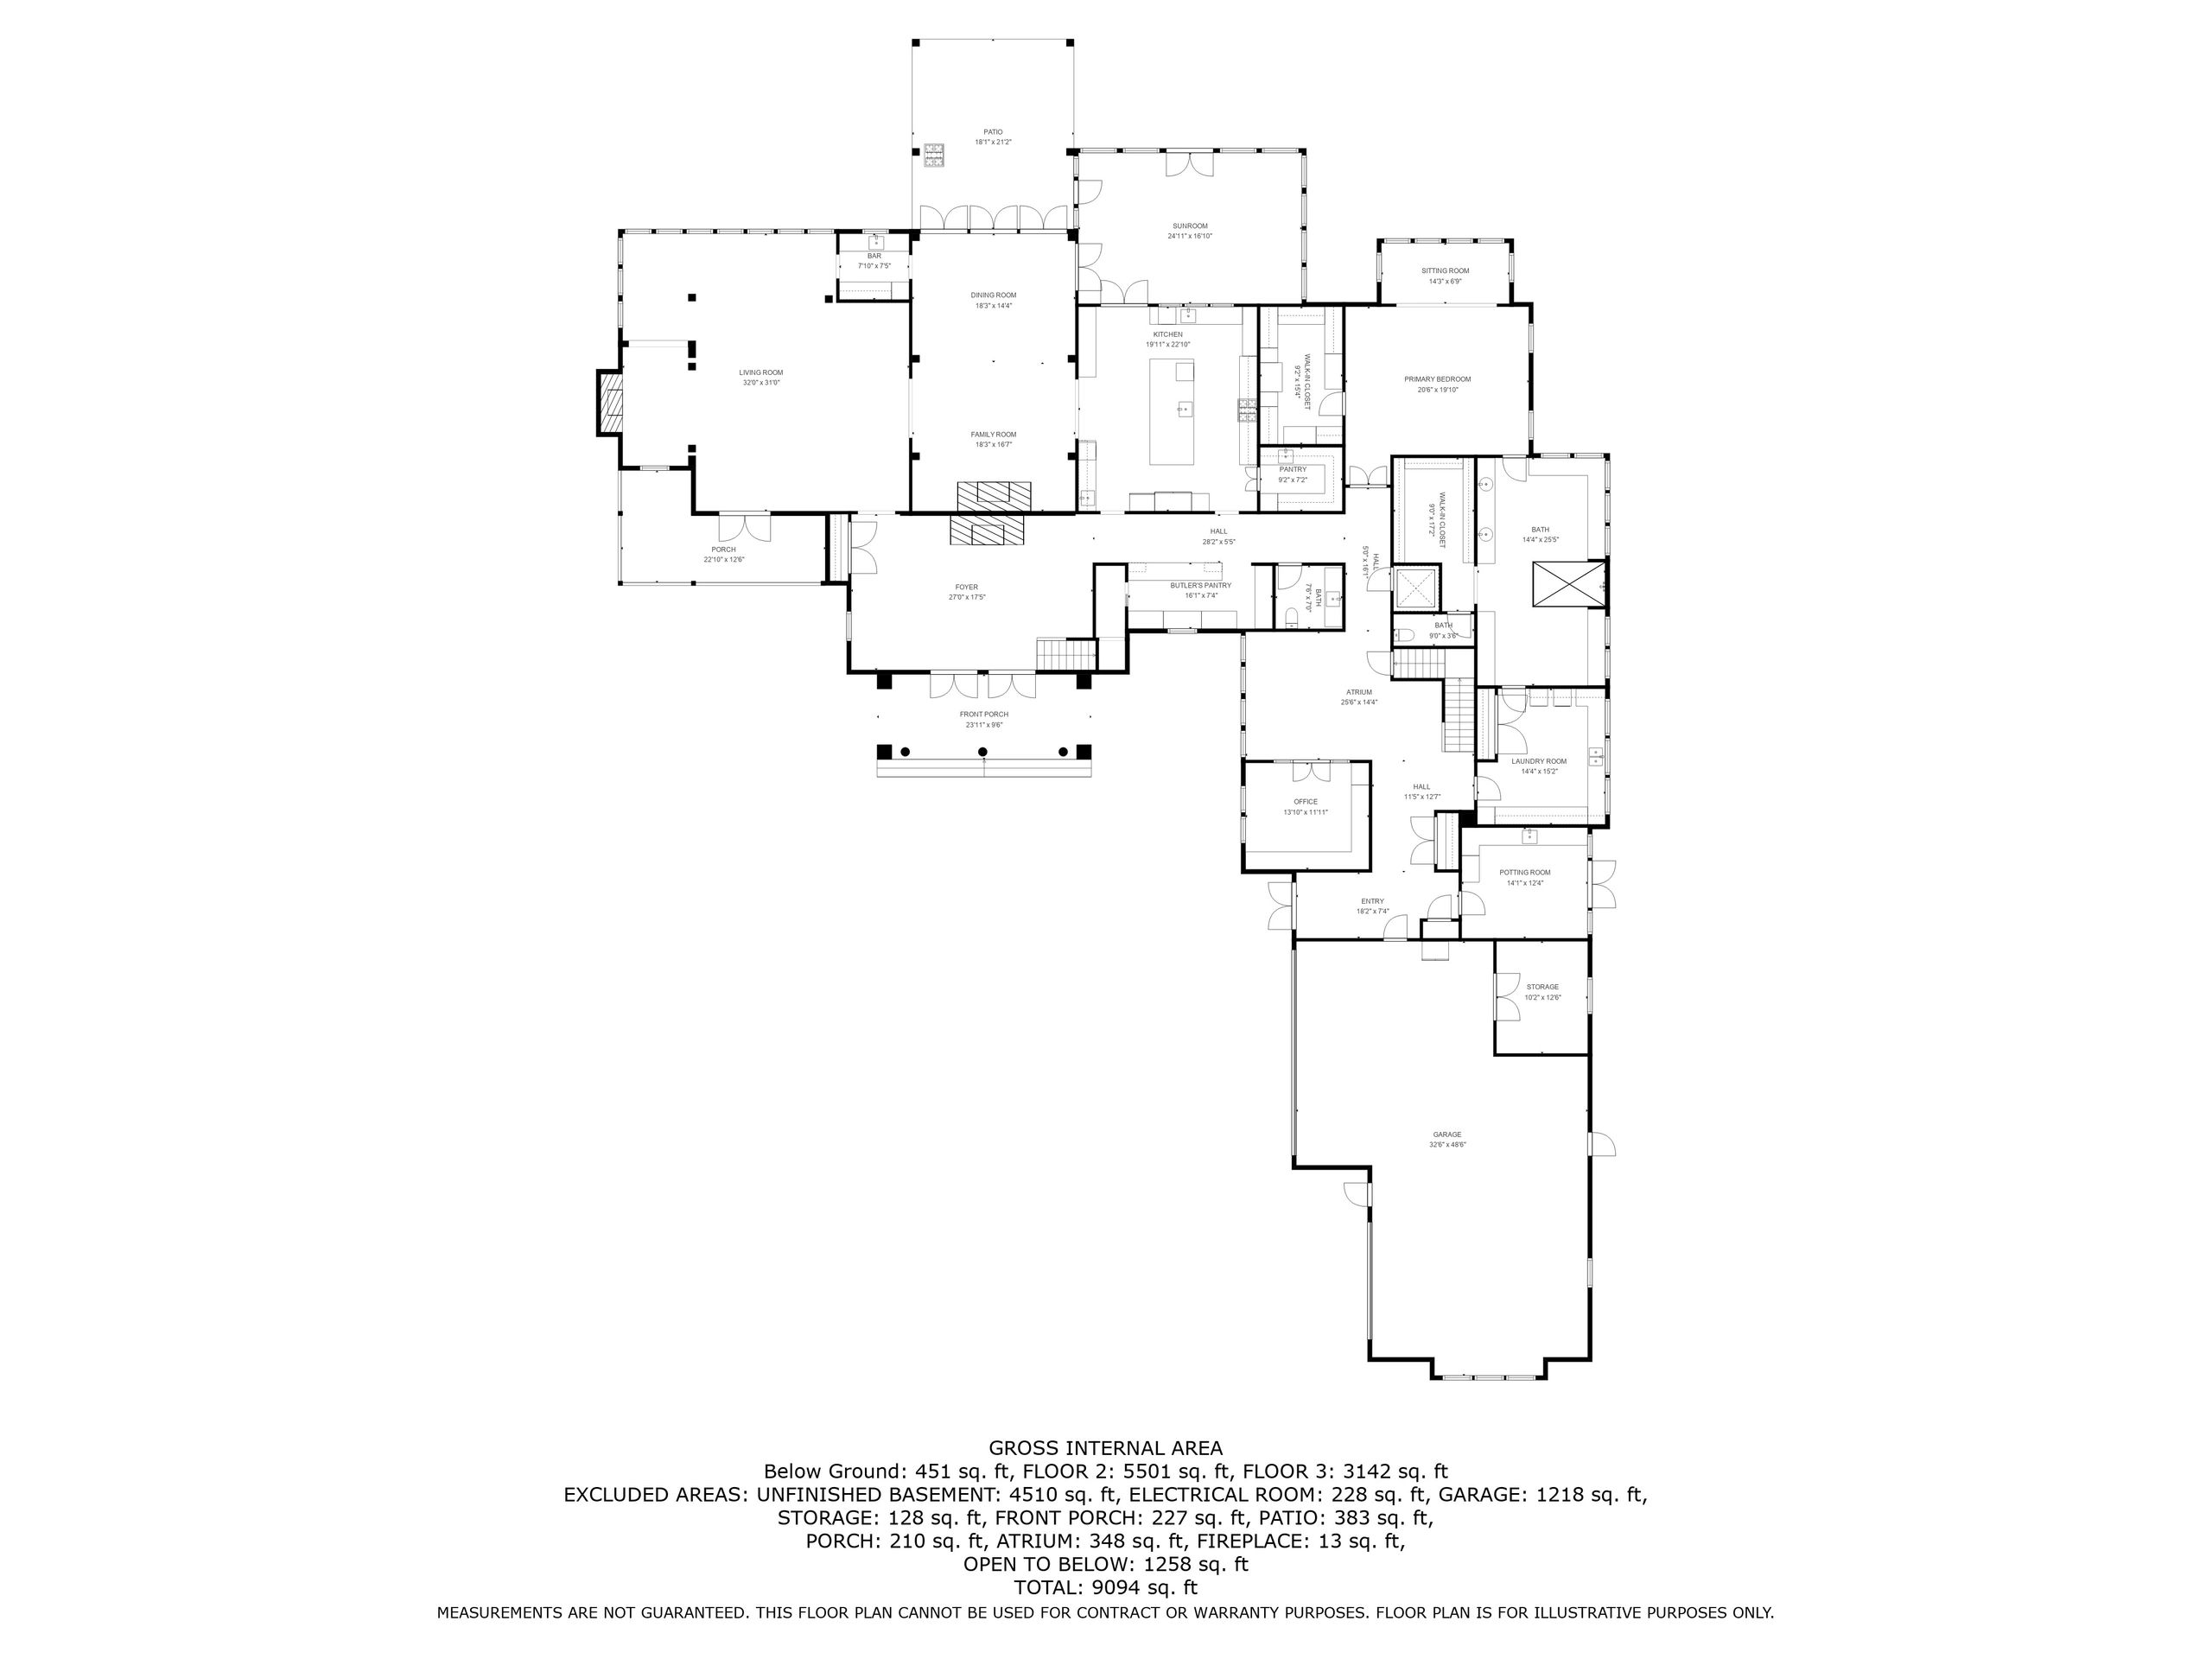 PATIO
18'1" x 21'2"
SUNROOM
24'11" x 16'10"
BAR
7'10" x 7'5"
SITTING ROOM
14'3" x 6'9"
DINING ROOM
18'3" x 14'4"
KITCHEN
19'11" x 22'10"
LIVING ROOM
32'0" x 31'0"
WALK-IN CLOSET
9'2" x 15'4"
PRIMARY BEDROOM
20'6" x 19'10"
FAMILY ROOM
18'3" x 16'7"
PANTRY
9'2" x 7'2"
WALK-IN CLOSET
9'0" x 17'2"
BATH
14'4" x 25'5"
HALL
28'2" x 5'5"
PORCH
22'10" x 12'6"
HALL
5'0" x 16'1"
FOYER
27'0" x 17'5"
BUTLER'S PANTRY
16'1" x 7'4"
BATH
7'6" x 7'0"
BATH
9'0" x 3'6"
ATRIUM
25'6" x 14'4"
FRONT PORCH
23'11" x 9'6"
LAUNDRY ROOM
14'4" x 15'2"
HALL
11'5" x 12'7"
OFFICE
13'10" x 11'11"
POTTING ROOM
14'1" x 12'4"
ENTRY
18'2" x 7'4"
STORAGE
10'2" x 12'6"
GARAGE
32'6" x 48'6"
GROSS INTERNAL AREA
Below Ground: 451 sq. ft, FLOOR 2: 5501 sq. ft, FLOOR 3: 3142 sq. ft
EXCLUDED AREAS: UNFINISHED BASEMENT: 4510 sq. ft, ELECTRICAL ROOM: 228 sq. ft, GARAGE: 1218 sq. ft,
STORAGE: 128 sq. ft, FRONT PORCH: 227 sq. ft, PATIO: 383 sq. ft,
PORCH: 210 sq. ft, ATRIUM: 348 sq. ft, FIREPLACE: 13 sq. ft,
OPEN TO BELOW: 1258 sq. ft
TOTAL: 9094 sq. ft
MEASUREMENTS ARE NOT GUARANTEED. THIS FLOOR PLAN CANNOT BE USED FOR CONTRACT OR WARRANTY PURPOSES. FLOOR PLAN IS FOR ILLUSTRATIVE PURPOSES ONLY.